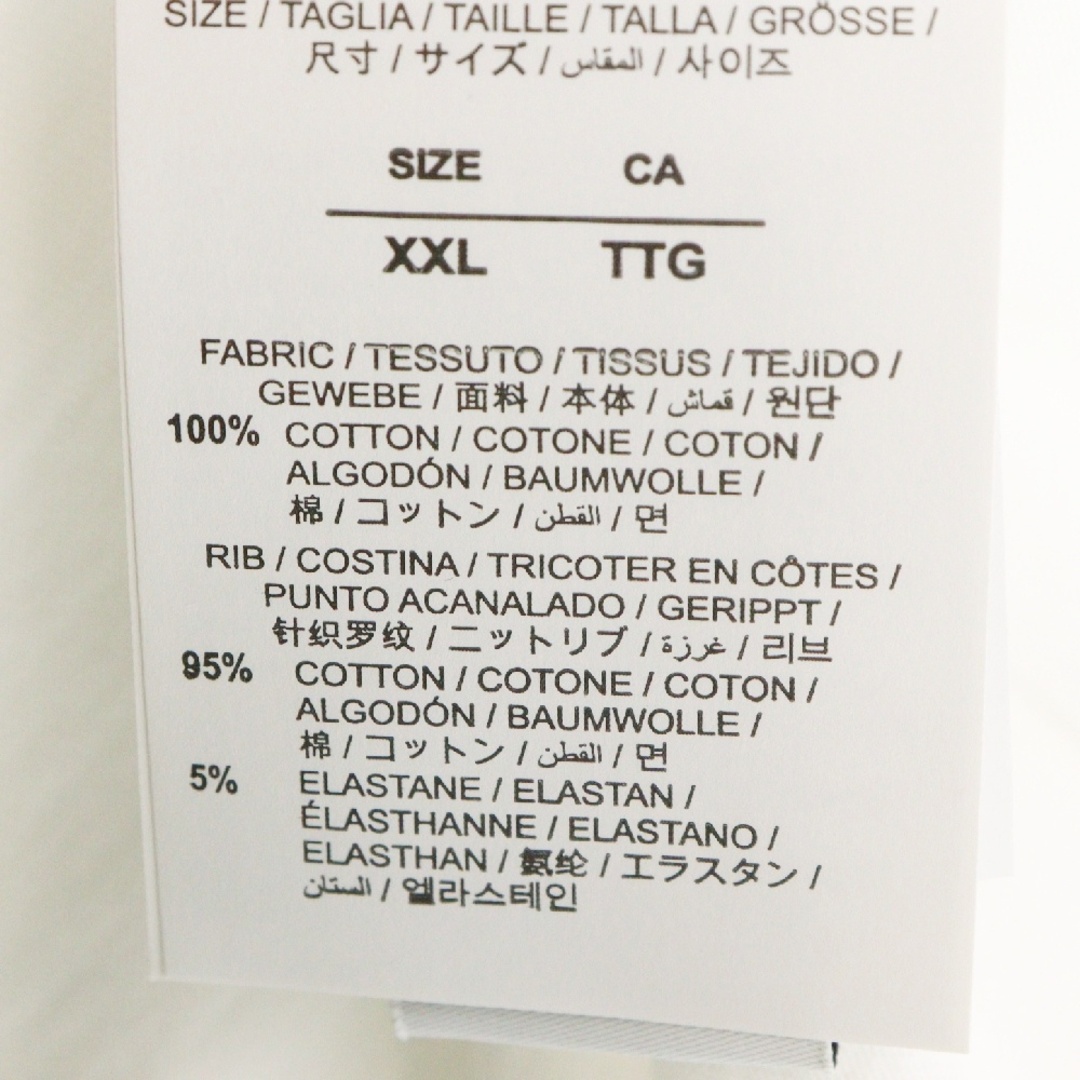 SIZE / TAGLIA / TAILLE / TALLA / GRÖSSE /
尺寸 / サイズ / المقاس / 사이즈
SIZE CA
XXL TTG
FABRIC / TESSUTO / TISSUS / TEJIDO /
GEWEBE / 面料 / 本体 / قماش / 원단
100% COTTON / COTONE / COTON /
ALGODÓN / BAUMWOLLE /
棉 / コットン / القطن / 면
RIB / COSTINA / TRICOTER EN CÔTES /
PUNTO ACANALADO / GERIPPT /
针织罗纹 / ニットリブ / غرزة / 리브
95% COTTON / COTONE / COTON /
ALGODÓN / BAUMWOLLE /
棉 / コットン / القطن / 면
5% ELASTANE / ELASTAN /
ÉLASTHANNE / ELASTANO /
ELASTHAN / 氨纶 / エラスタン /
الستان / 엘라스테인